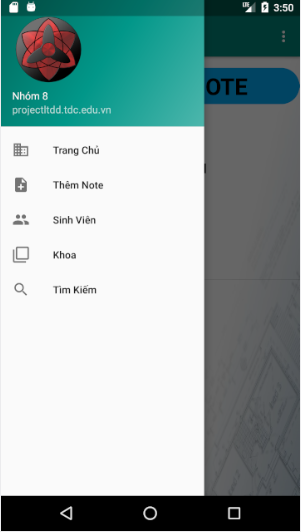 3:50
Nhóm 8
projectltdd.tdc.edu.vn
OTE
Trang Chủ
Thêm Note
Sinh Viên
Khoa
Tìm Kiếm